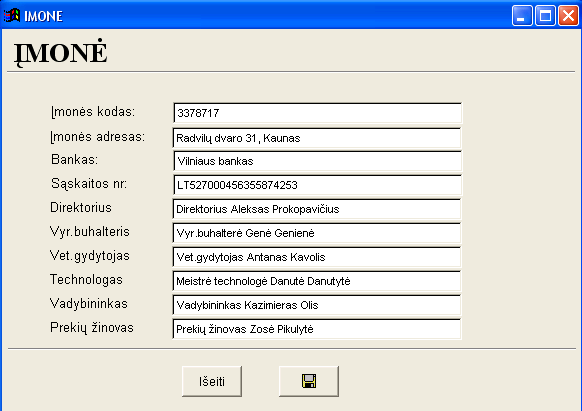 IMONE
ĮMONĖ
Įmonės kodas: 3378717
Įmonės adresas: Radvilų dvaro 31, Kaunas
Bankas: Vilniaus bankas
Sąskaitos nr: LT527000456355874253
Direktorius Direktorius Aleksas Prokopavičius
Vyr.buhalteris Vyr.buhalterė Genė Genienė
Vet.gydytojas Vet.gydytojas Antanas Kavolis
Technologas Meistrė technologė Danutė Danutytė
Vadybininkas Vadybininkas Kazimieras Olis
Prekių žinovas Prekių žinovas Zosė Pikulytė
Išeiti